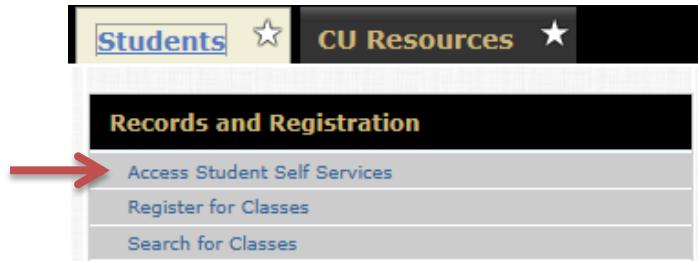 Students CU Resources
Records and Registration
Access Student Self Services
Register for Classes
Search for Classes